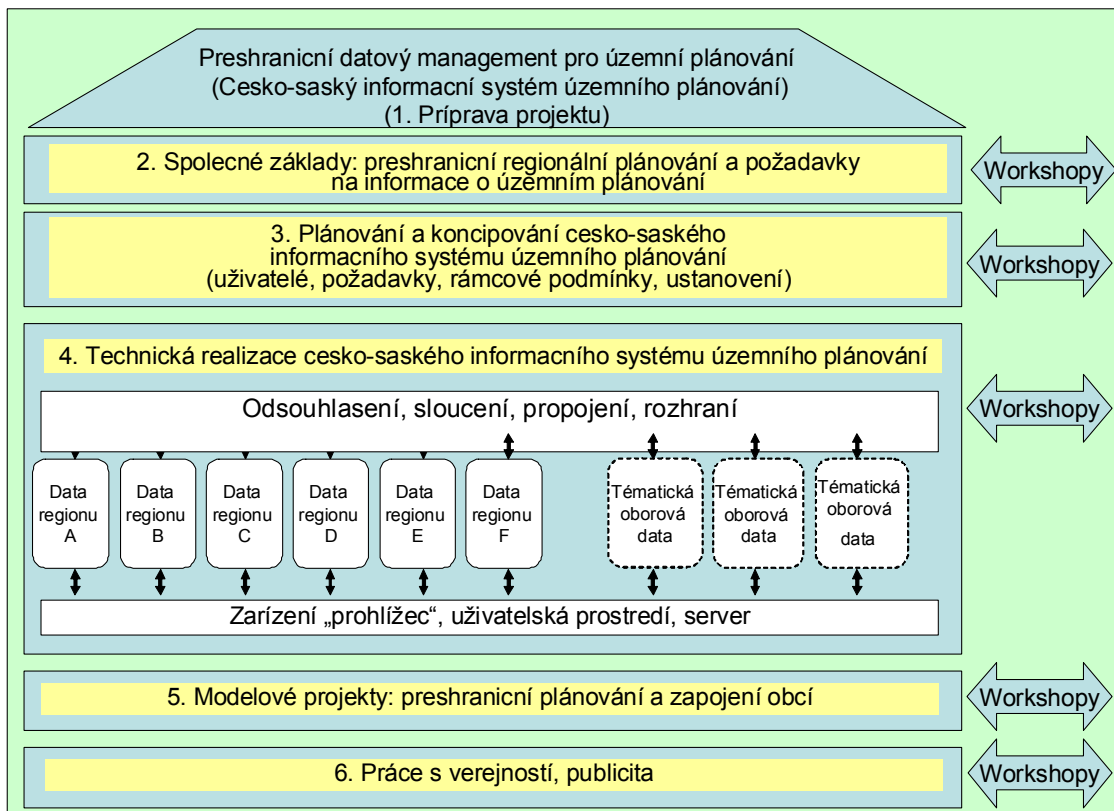 Preshranicní datový management pro územní plánování
(Cesko-saský informacní systém územního plánování)
(1. Príprava projektu)
2. Spolecné základy: preshranicní regionální plánování a požadavky
na informace o územním plánování
Workshopy
3. Plánování a koncipování cesko-saského
informacního systému územního plánování
(uživatelé, požadavky, rámcové podmínky, ustanovení)
Workshopy
4. Technická realizace cesko-saského informacního systému územního plánování
Workshopy
Odsouhlasení, sloucení, propojení, rozhraní
Data
regionu
A
Data
regionu
B
Data
regionu
C
Data
regionu
D
Data
regionu
E
Data
regionu
F
Tématická
oborová
data
Tématická
oborová
data
Tématická
oborová
data
Zarízení „prohlížec“, uživatelská prostredí, server
5. Modelové projekty: preshranicní plánování a zapojení obcí
Workshopy
6. Práce s verejností, publicita
Workshopy